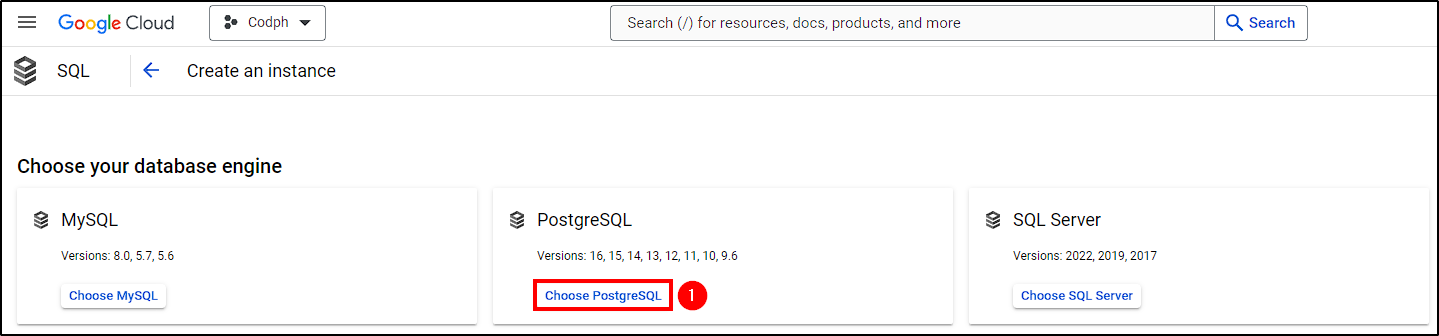 Google Cloud
Codph
Search (/) for resources, docs, products, and more
Search
SQL
Create an instance
Choose your database engine
MySQL
Versions: 8.0, 5.7, 5.6
Choose MySQL
PostgreSQL
Versions: 16, 15, 14, 13, 12, 11, 10, 9.6
Choose PostgreSQL
1
SQL Server
Versions: 2022, 2019, 2017
Choose SQL Server